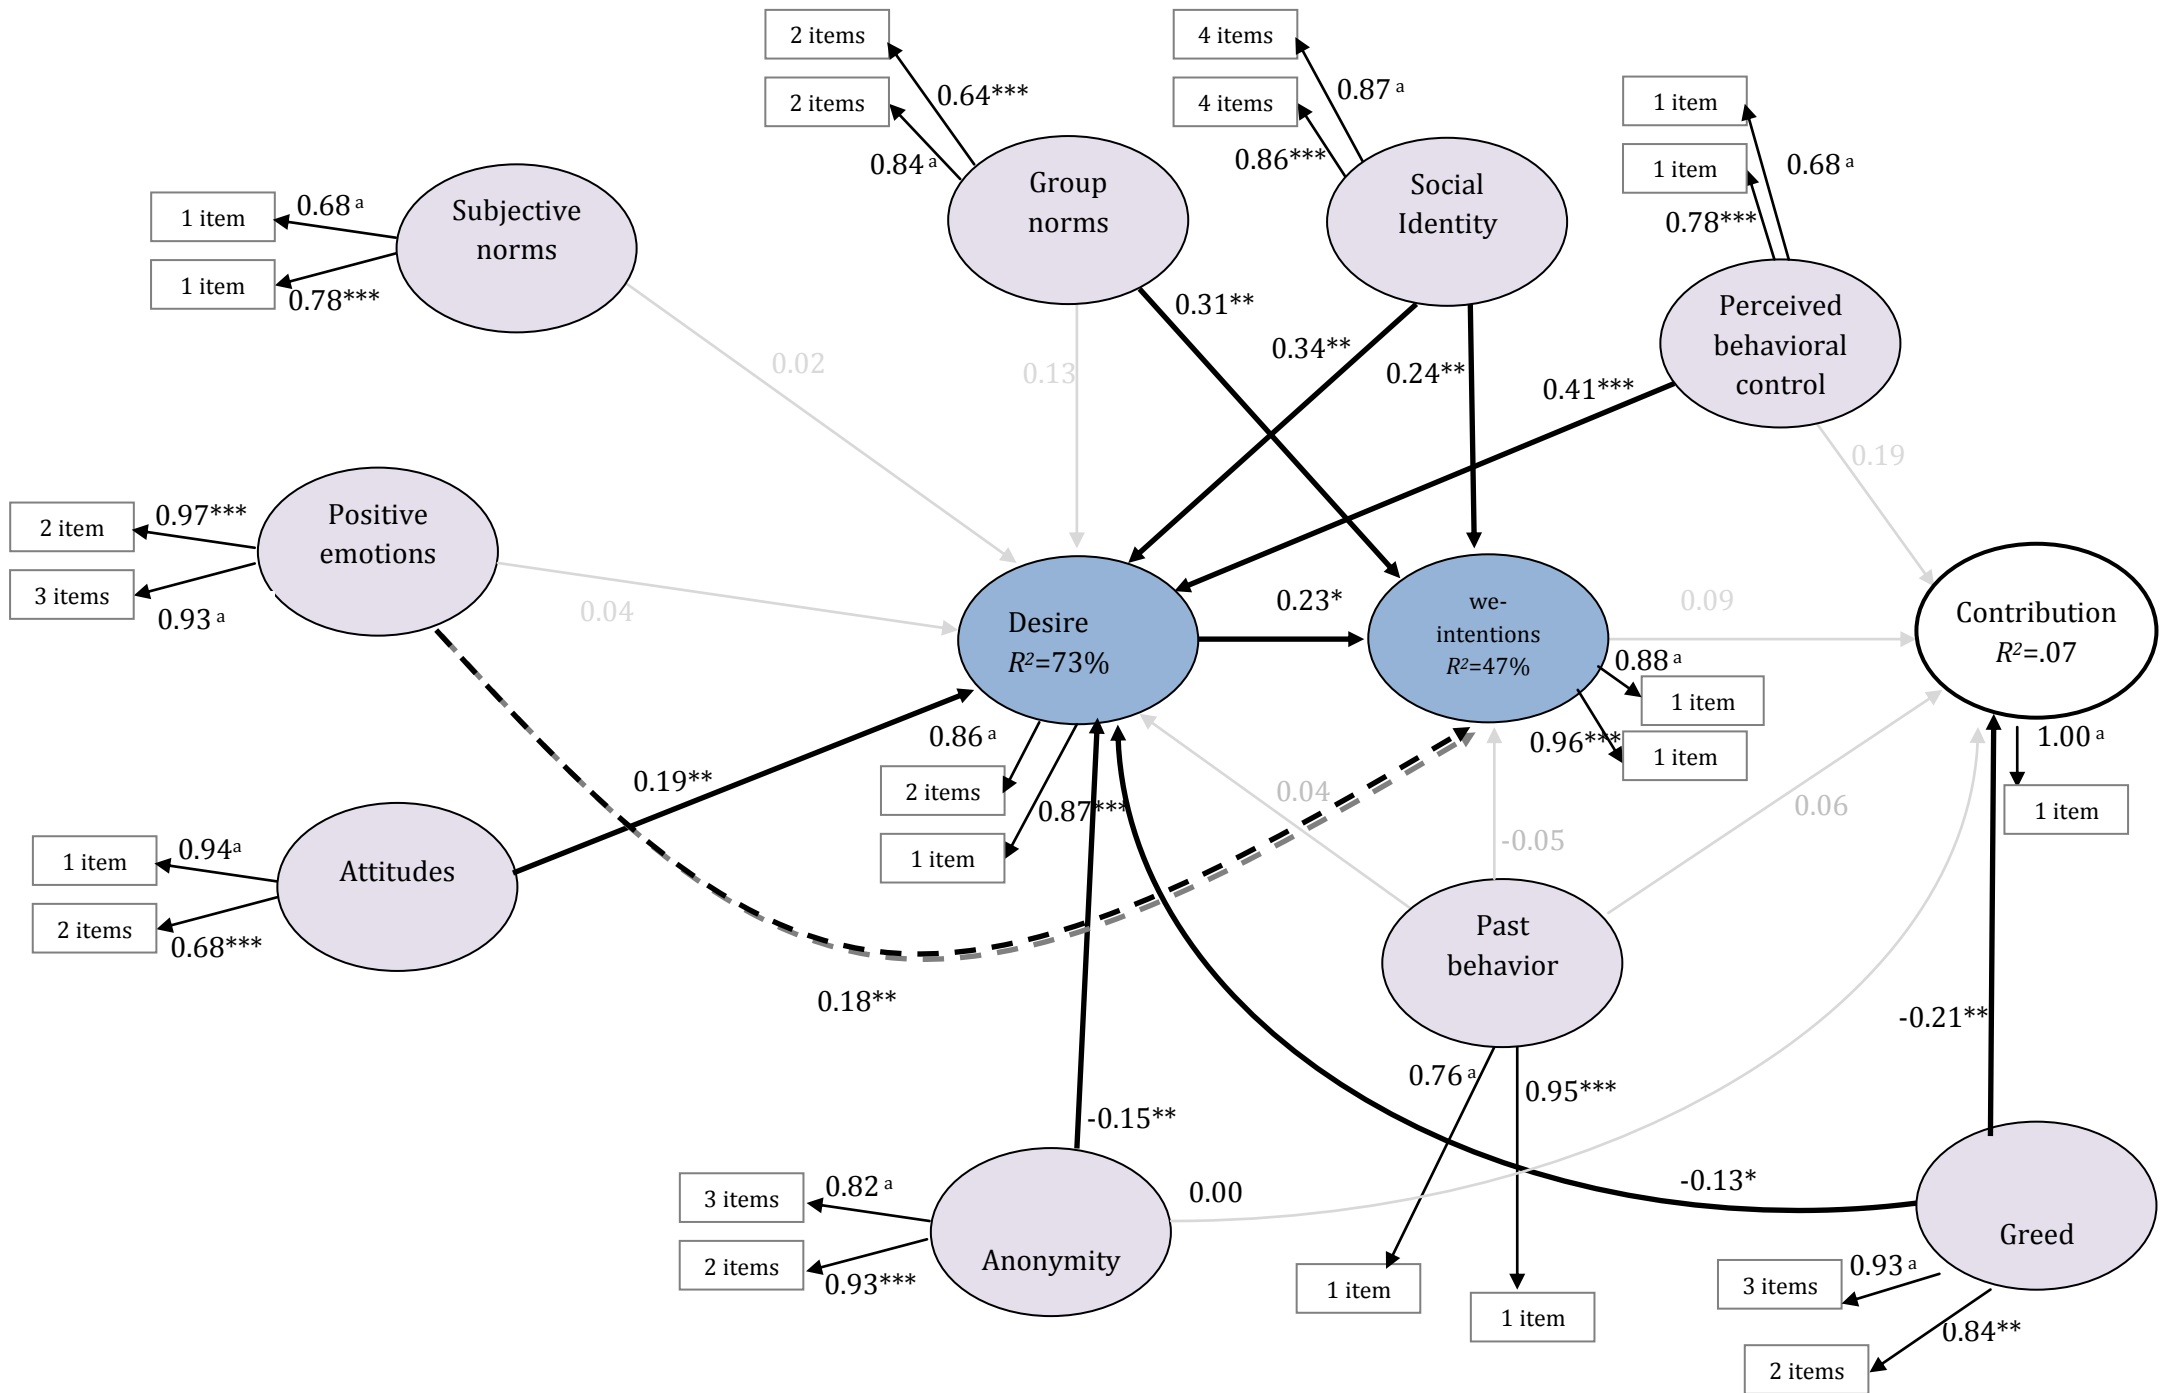 2 items
4 items
2 items
0.64***
4 items
0.87 a
1 item
0.84 a
0.86***
1 item
0.68 a
Group
norms
Social
Identity
0.78***
1 item
0.68 a
Subjective
norms
1 item
0.78***
Perceived
behavioral
control
0.31**
0.34**
0.24**
0.41***
0.02
0.13
0.19
2 item
0.97***
Positive
emotions
3 items
0.93 a
0.04
Desire
R²=73%
0.23*
we-
intentions
R²=47%
0.09
Contribution
R²=.07
0.88 a
1 item
0.96***
1 item
1.00 a
1 item
0.86 a
2 items
0.87***
1 item
0.19**
0.04
-0.05
0.06
1 item
0.94a
Attitudes
2 items
0.68***
0.18**
Past
behavior
-0.21**
0.76 a
0.95***
-0.15**
-0.13*
3 items
0.82 a
0.00
2 items
0.93***
Anonymity
1 item
1 item
Greed
3 items
0.93 a
0.84**
2 items